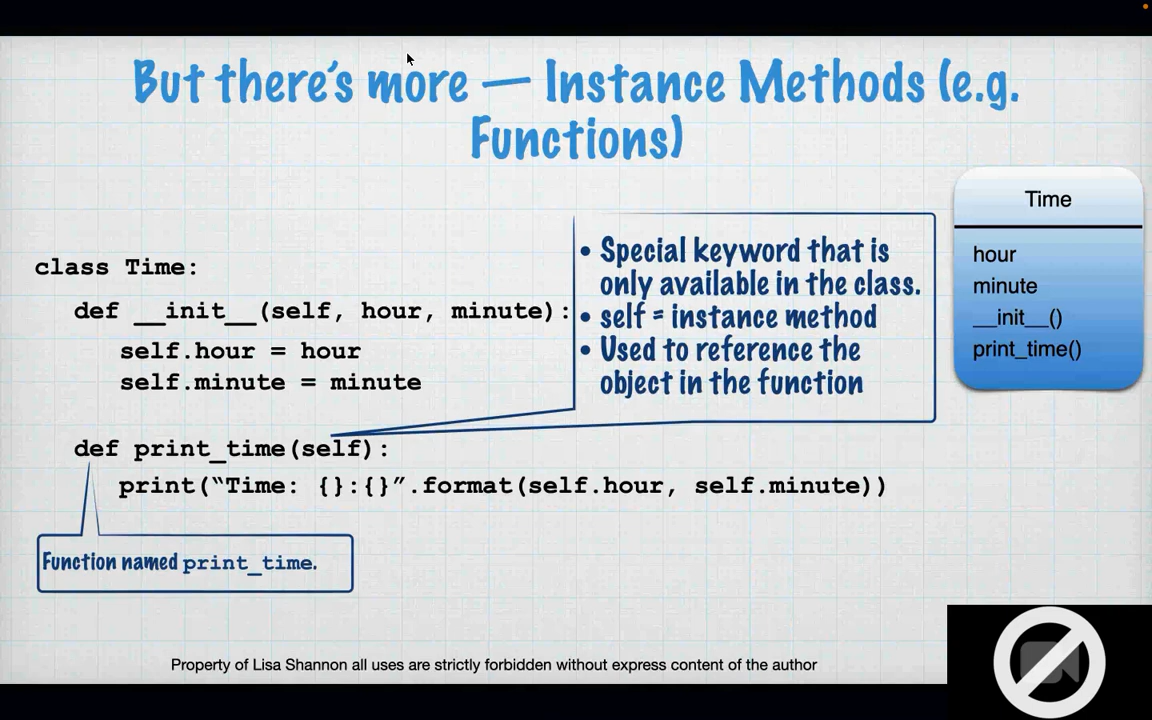 But there's more — Instance Methods (e.g.
Functions)
class Time:
def __init__(self, hour, minute):
self.hour = hour
self.minute = minute
def print_time(self):
print(“Time: {}:{}”.format(self.hour, self.minute))
• Special keyword that is
only available in the class.
• self = instance method
• Used to reference the
object in the function
Function named print_time.
Time
hour
minute
__init__()
print_time()
Property of Lisa Shannon all uses are strictly forbidden without express content of the author